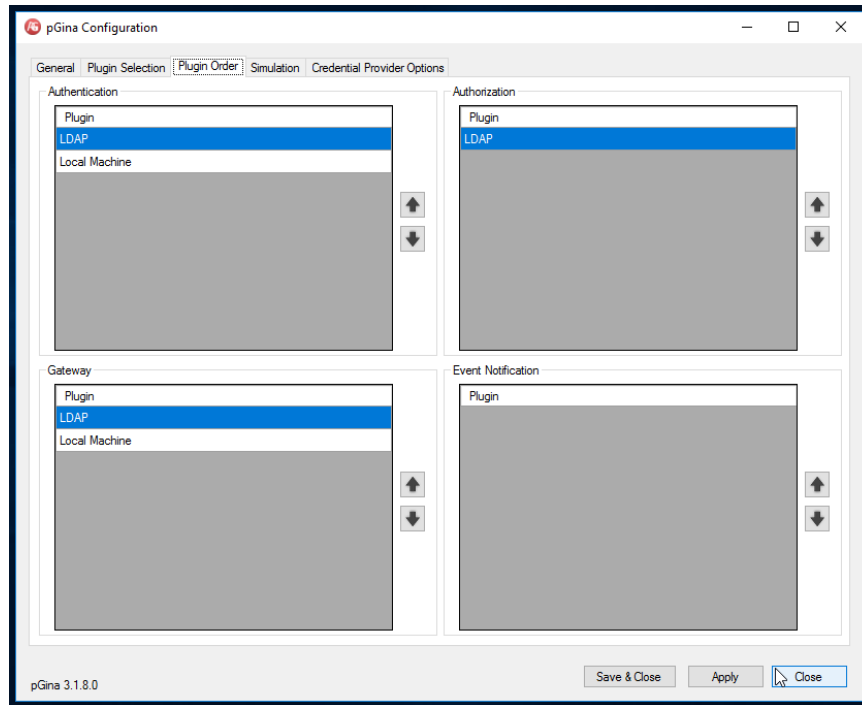 pGina Configuration
General Plugin Selection Plugin Order Simulation Credential Provider Options
Authentication
Plugin
LDAP
Local Machine
Authorization
Plugin
LDAP
Gateway
Plugin
LDAP
Local Machine
Event Notification
Plugin
pGina 3.1.8.0
Save & Close Apply Close